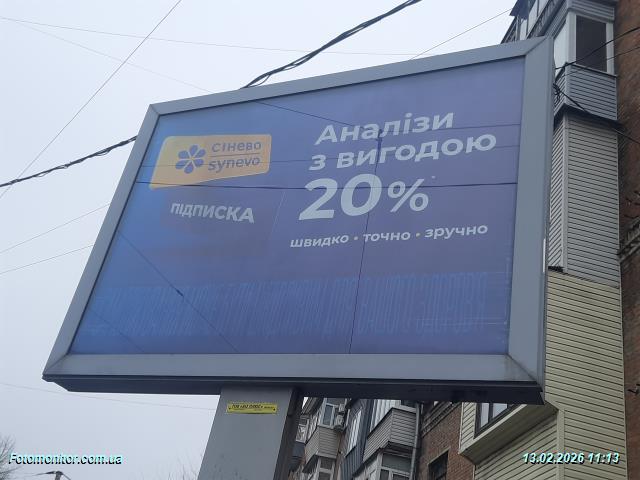 сінево
synevo
ПІДПИСКА
Аналізи
з вигодою
20%*
швидко • точно • зручно
Fotomonitor.com.ua
13.02.2026 11:13